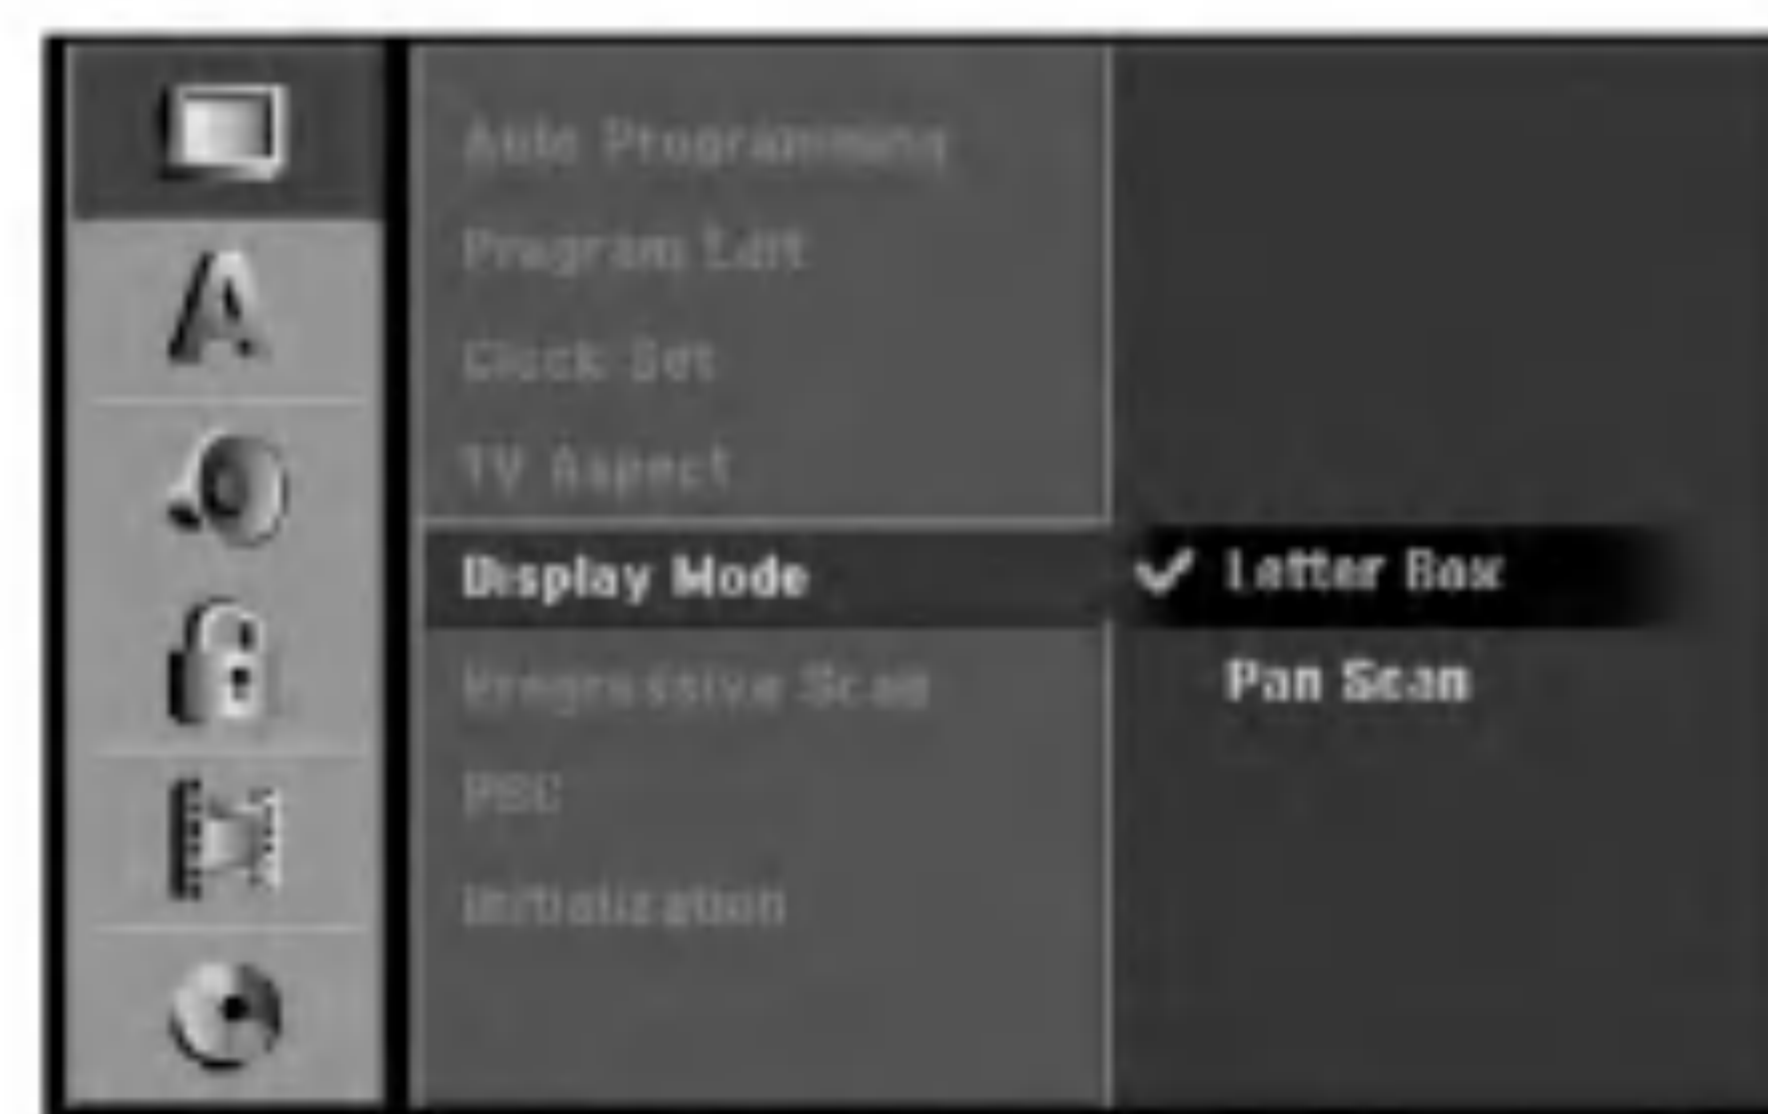 Auto Programming
Program Edit
Clock Set
TV Aspect
Display Mode
Progressive Scan
PBC
Initialization
Letter Box
Pan Scan